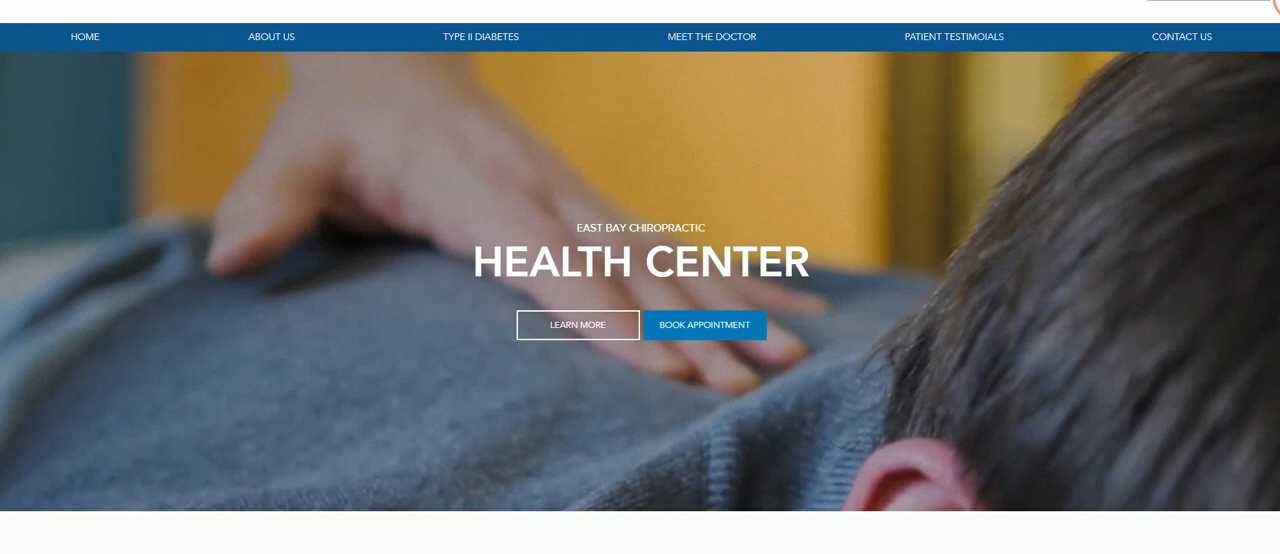 HOME
ABOUT US
TYPE II DIABETES
MEET THE DOCTOR
PATIENT TESTIMOIALS
CONTACT US
EAST BAY CHIROPRACTIC
HEALTH CENTER
LEARN MORE
BOOK APPOINTMENT